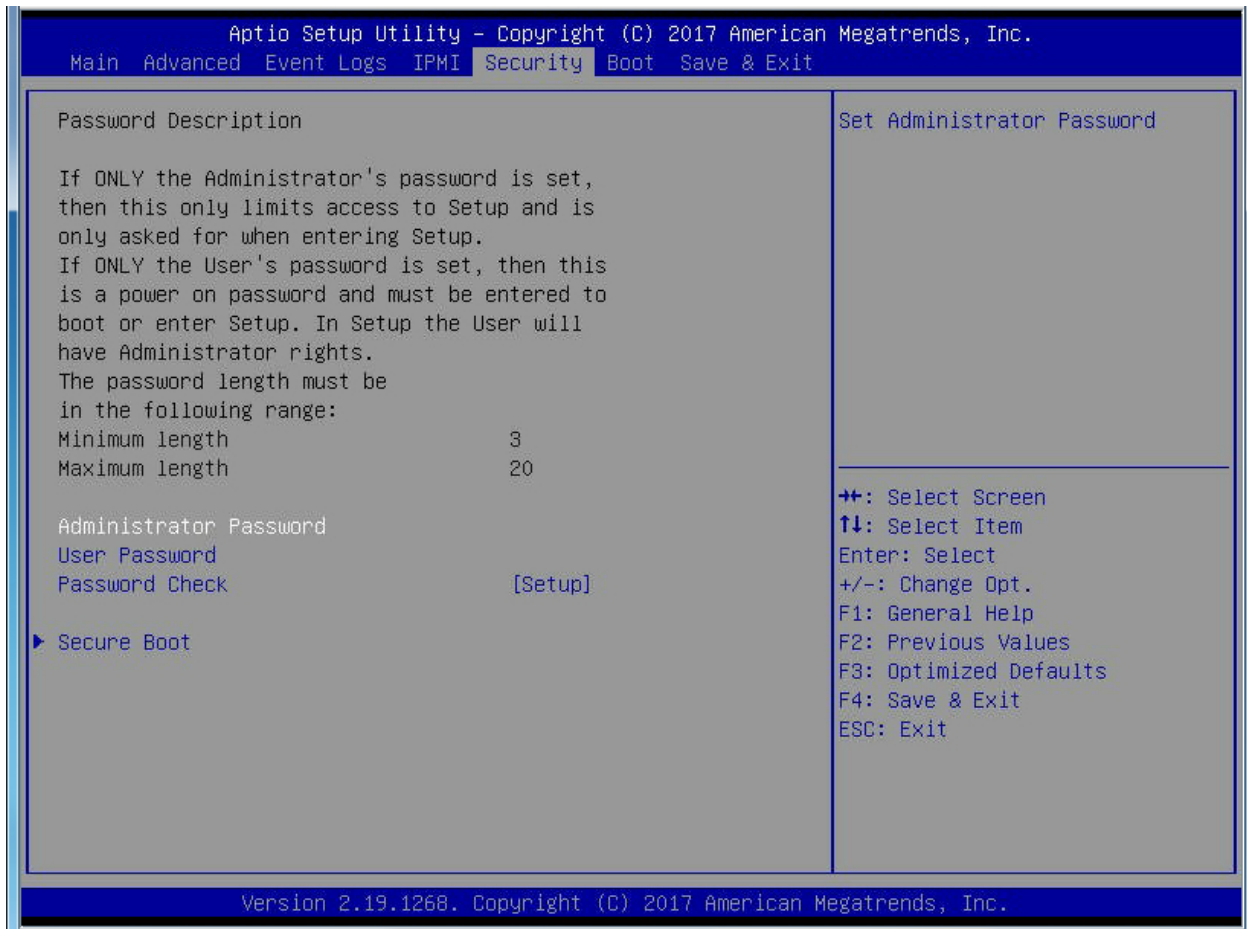 Aptio Setup Utility – Copyright (C) 2017 American Megatrends, Inc.
Main Advanced Event Logs IPMI Security Boot Save & Exit
Password Description
If ONLY the Administrator's password is set,
then this only limits access to Setup and is
only asked for when entering Setup.
If ONLY the User's password is set, then this
is a power on password and must be entered to
boot or enter Setup. In Setup the User will
have Administrator rights.
The password length must be
in the following range:
Minimum length 3
Maximum length 20
Administrator Password
User Password
Password Check [Setup]
Secure Boot
Set Administrator Password
→←: Select Screen
↑↓: Select Item
Enter: Select
+/-: Change Opt.
F1: General Help
F2: Previous Values
F3: Optimized Defaults
F4: Save & Exit
ESC: Exit
Version 2.19.1268. Copyright (C) 2017 American Megatrends, Inc.